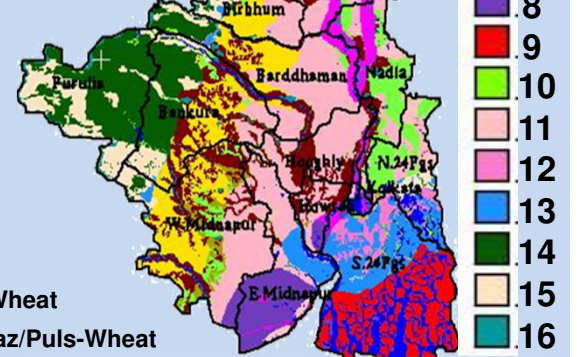 Birbhum
Barddhaman
Nadia
Purulia
Bankura
Hooghly
N.24Pgs
Kolkata
Howrah
W.Midnapur
S.24Pgs
E.Midnapur
8
9
10
11
12
13
14
15
16
Wheat
az/Puls-Wheat